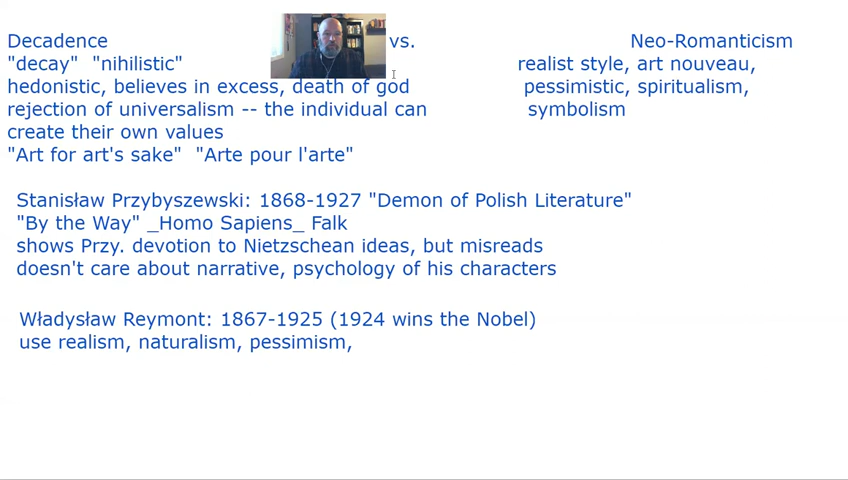 Decadence vs. Neo-Romanticism
"decay" "nihilistic" realist style, art nouveau,
hedonistic, believes in excess, death of god pessimistic, spiritualism,
rejection of universalism -- the individual can symbolism
create their own values
"Art for art's sake" "Arte pour l'arte"
Stanisław Przybyszewski: 1868-1927 "Demon of Polish Literature"
"By the Way" _Homo Sapiens_ Falk
shows Przy. devotion to Nietzschean ideas, but misreads
doesn't care about narrative, psychology of his characters
Władysław Reymont: 1867-1925 (1924 wins the Nobel)
use realism, naturalism, pessimism,